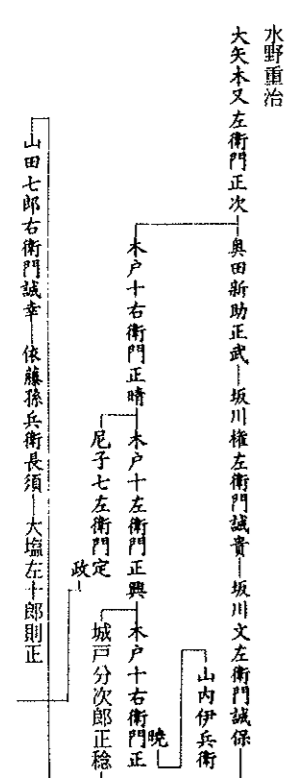 水野重治
大矢木又左衛門正次
奥田新助正武
坂川権左衛門誠貴
坂川文左衛門誠保
山内伊兵衛
暁
木戸十右衛門正晴
木戸十左衛門正興
木戸十右衛門正
城戸分次郎正稔
尼子七左衛門定
政
山田七郎右衛門誠幸
依藤孫兵衛長須
大塩左十郎則正